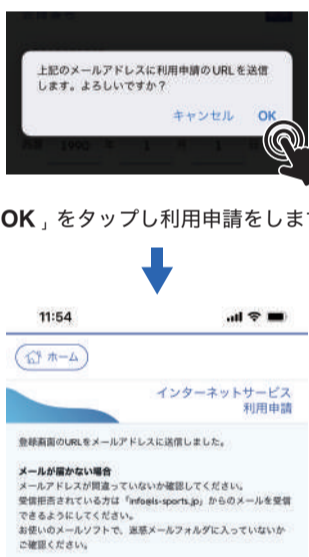 上記のメールアドレスに利用申請のURLを送信
します。よろしいですか？
キャンセル OK
西暦 1990 年 1 月 1
OK」をタップし利用申請をします
11:54
ホーム
インターネットサービス
利用申請
登録画面のURLをメールアドレスに送信しました。
メールが届かない場合
メールアドレスが間違っていないか確認してください。
受信拒否されている方は「info@ls-sports.jp」からのメールを受信
できるようにしてください。
お使いのメールソフトで、迷惑メールフォルダに入っていないか
ご確認ください。